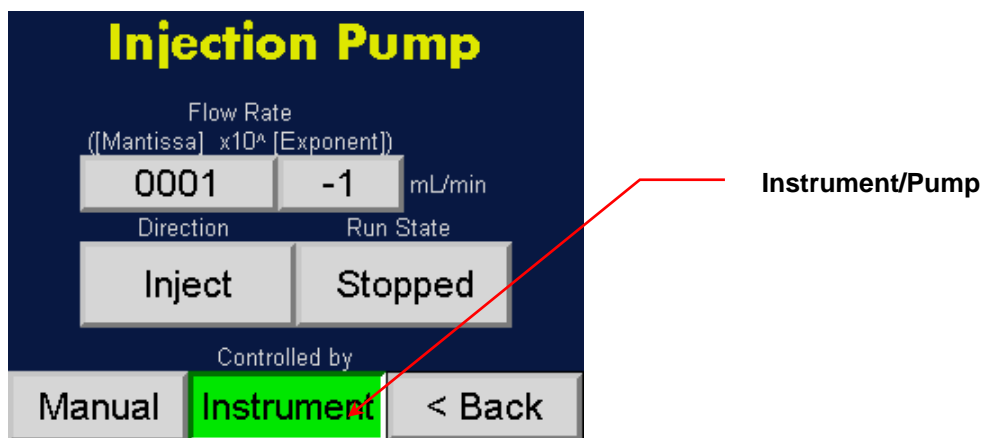 Injection Pump
Flow Rate
([Mantissa] x10^ [Exponent])
0001 -1 mL/min
Instrument/Pump
Direction Run State
Inject Stopped
Controlled by
Manual Instrument < Back